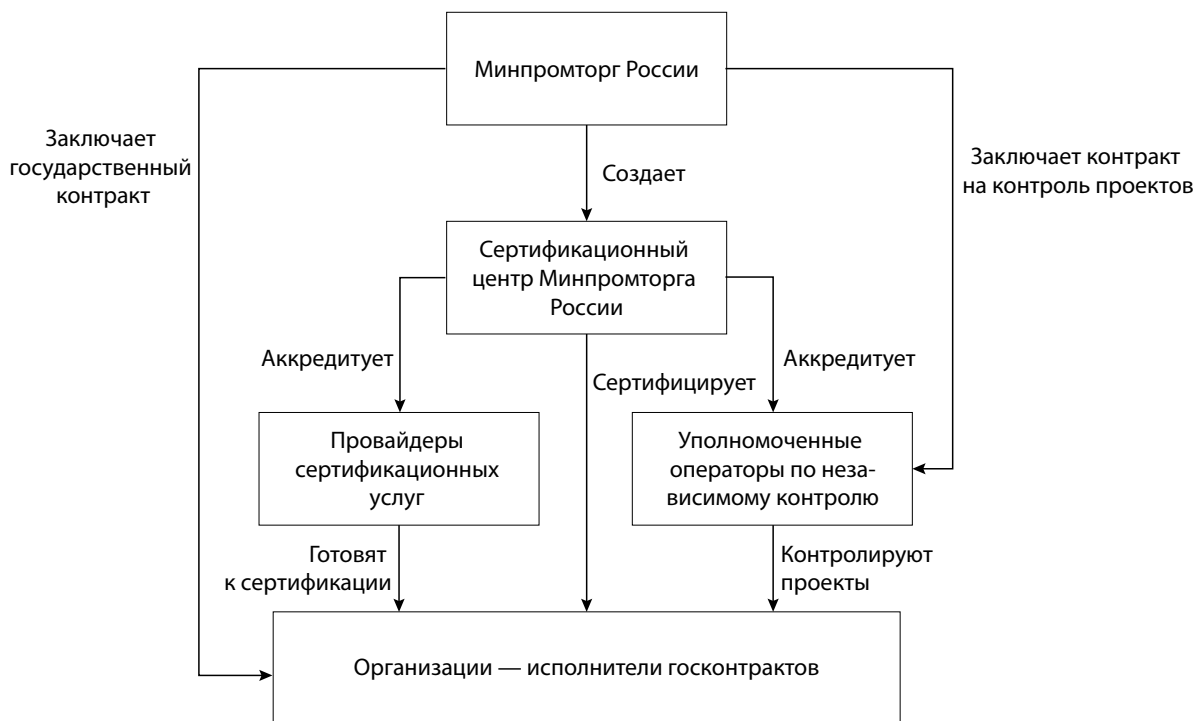 Минпромторг России
Заключает
государственный
контракт
Заключает контракт
на контроль проектов
Создает
Сертификационный
центр Минпромторга
России
Аккредитует
Сертифицирует
Аккредитует
Провайдеры
сертификационных
услуг
Уполномоченные
операторы по неза-
висимому контролю
Готовят
к сертификации
Контролируют
проекты
Организации — исполнители госконтрактов